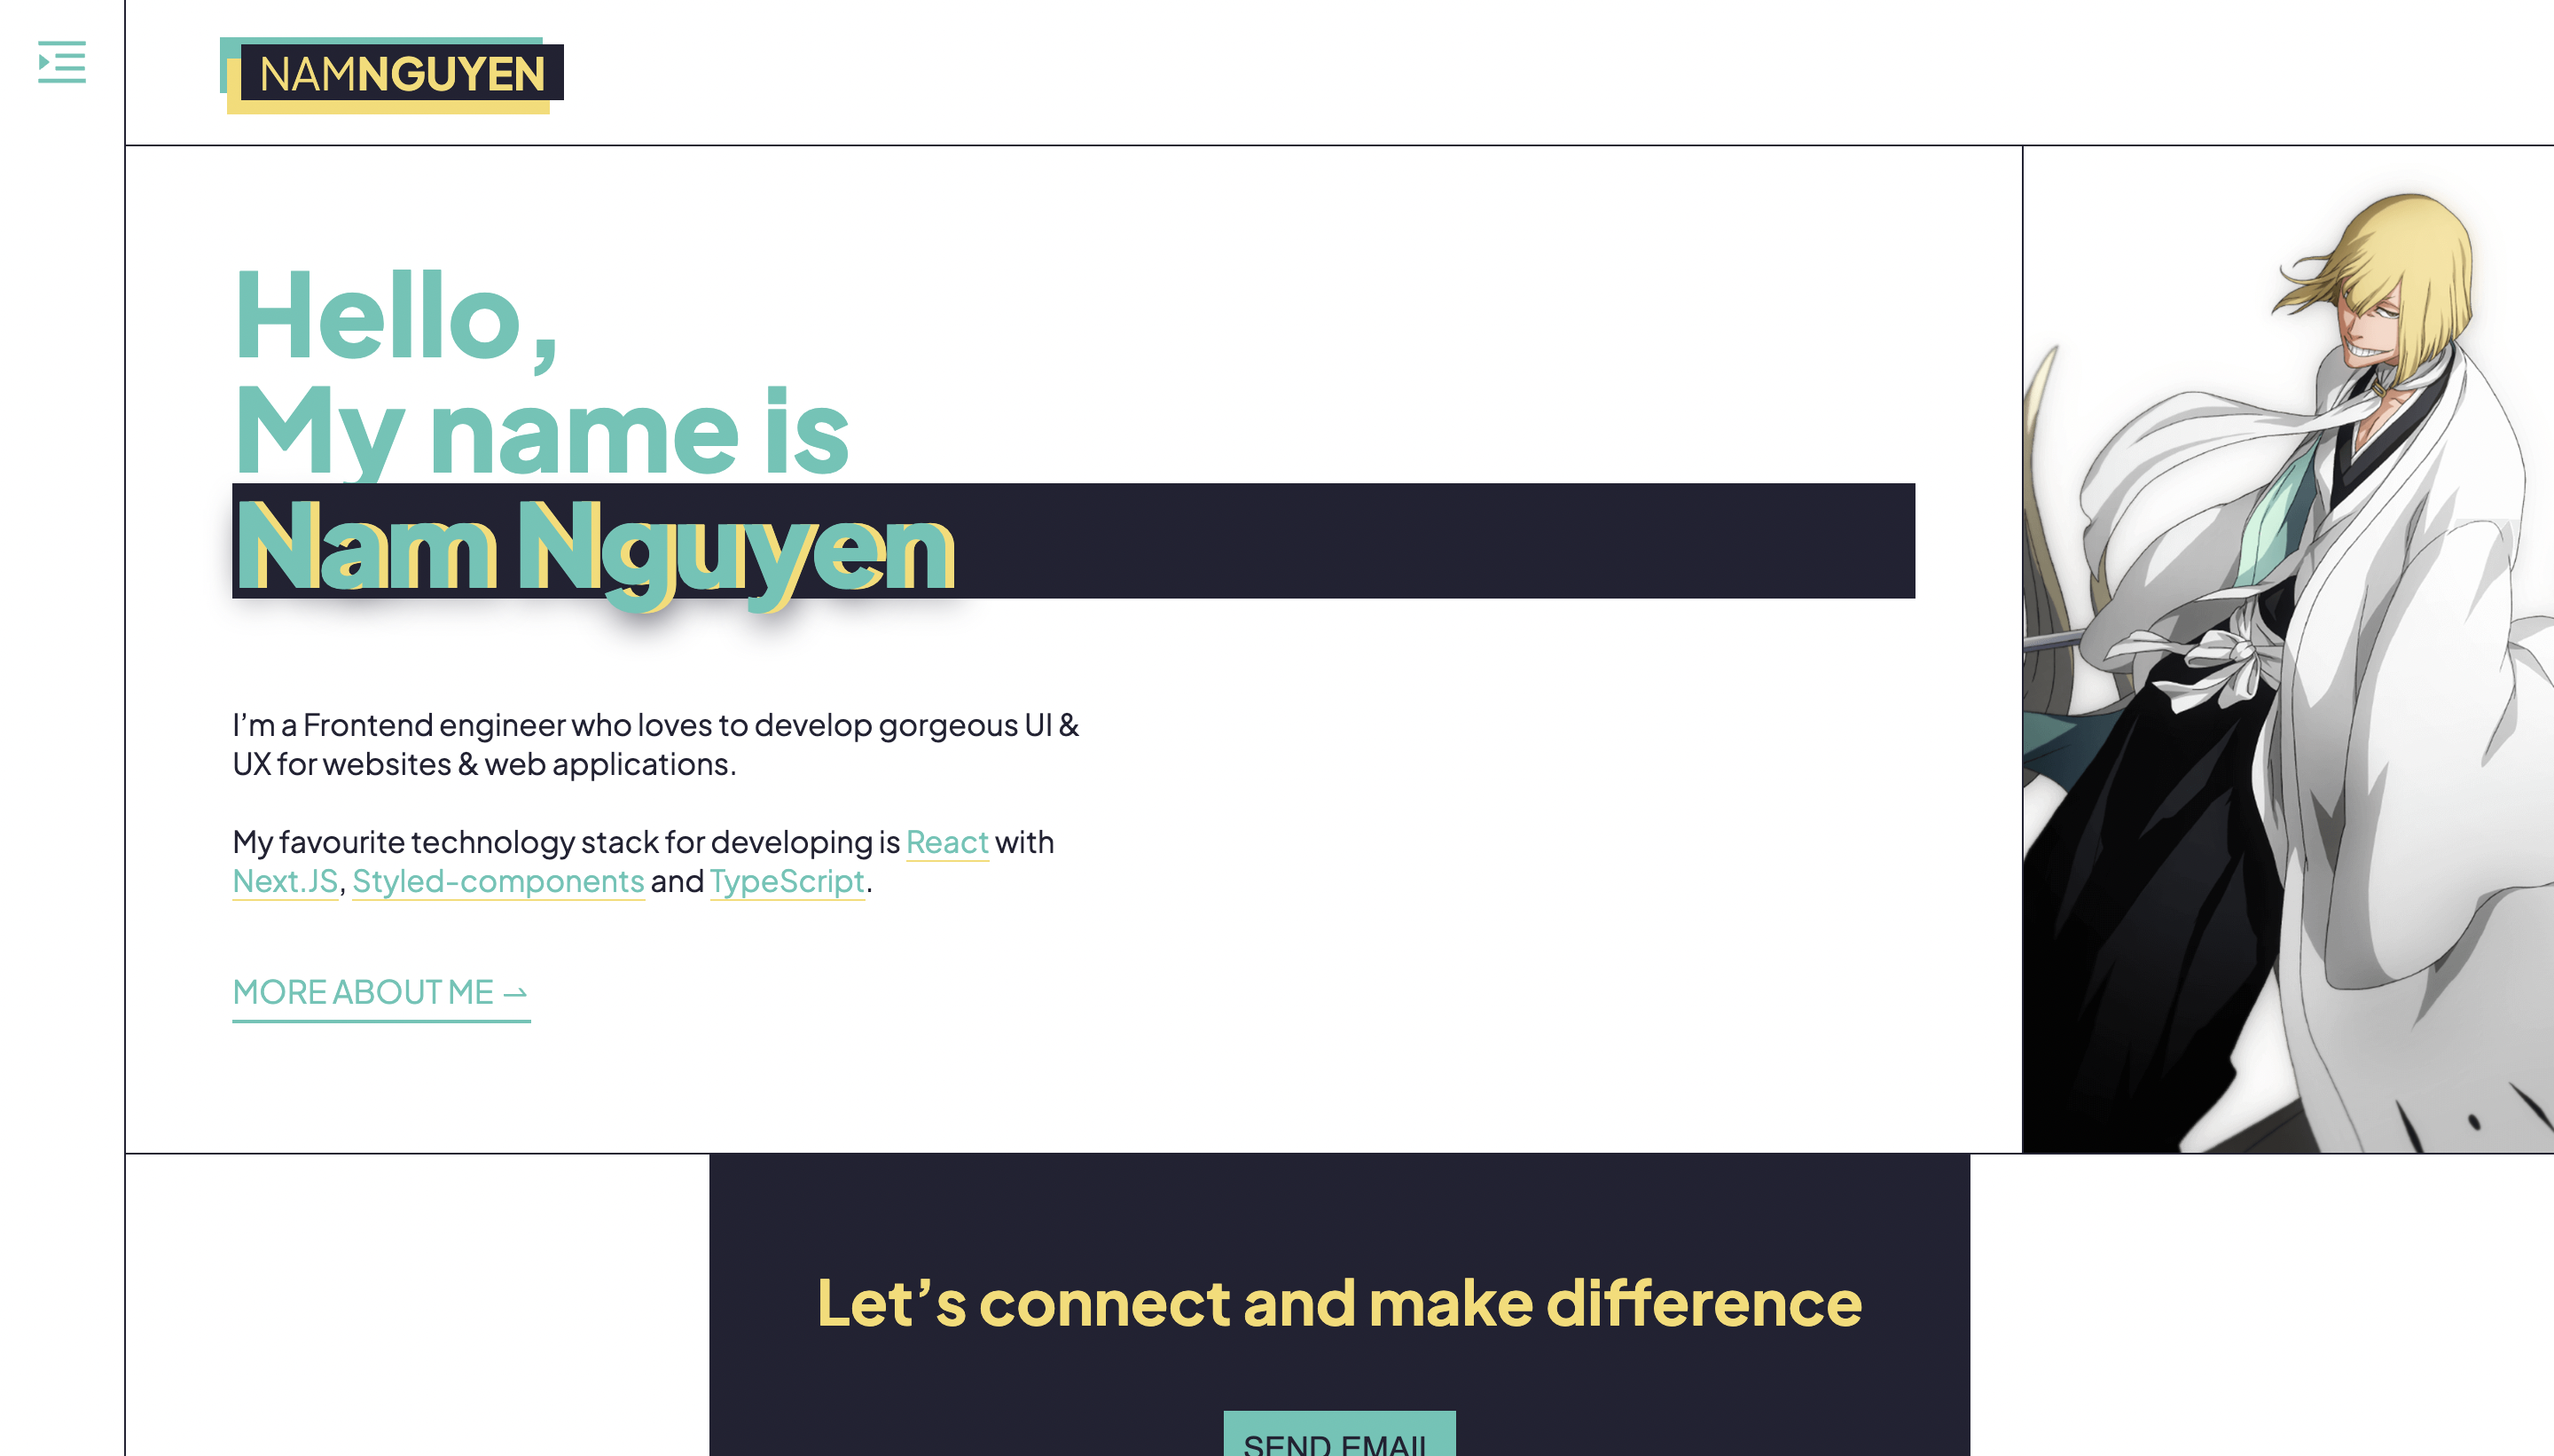 NAMNGUYEN
Hello,
My name is
Nam Nguyen
I’m a Frontend engineer who loves to develop gorgeous UI &
UX for websites & web applications.
My favourite technology stack for developing is React with
Next.JS, Styled-components and TypeScript.
MORE ABOUT ME ⇀
Let’s connect and make difference
SEND EMAIL